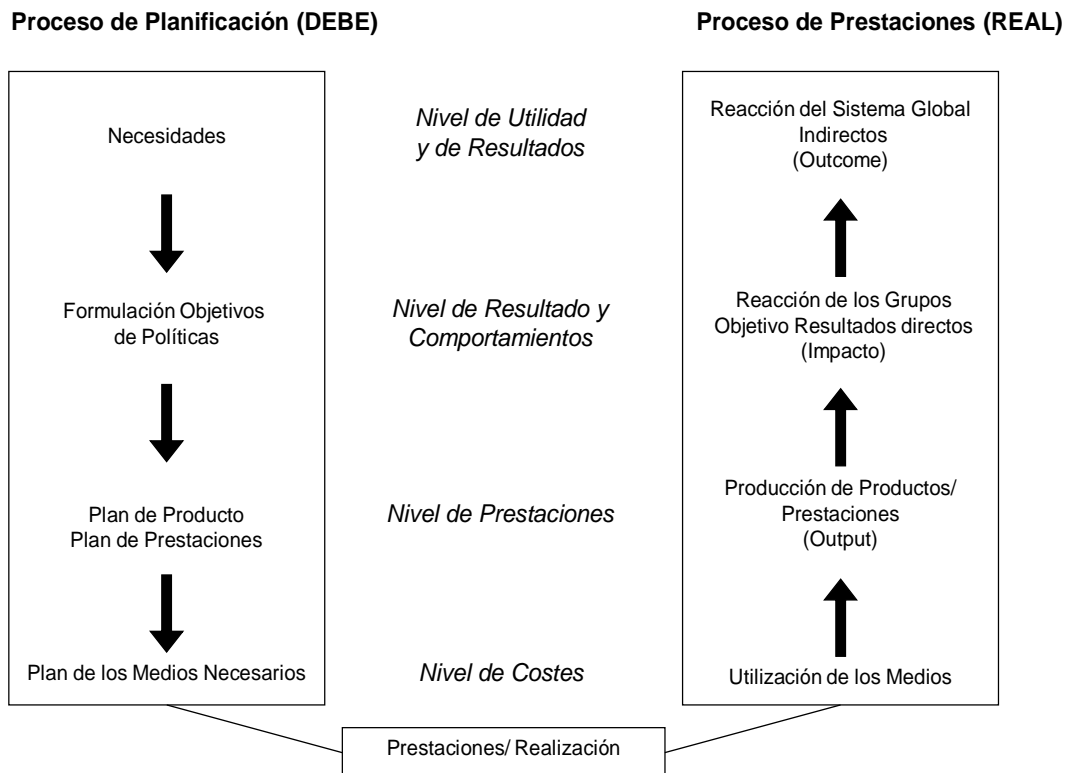 Proceso de Planificación (DEBE)
Proceso de Prestaciones (REAL)
Necesidades
Nivel de Utilidad
y de Resultados
Reacción del Sistema Global
Indirectos
(Outcome)
Formulación Objetivos
de Políticas
Nivel de Resultado y
Comportamientos
Reacción de los Grupos
Objetivo Resultados directos
(Impacto)
Plan de Producto
Plan de Prestaciones
Nivel de Prestaciones
Producción de Productos/
Prestaciones
(Output)
Plan de los Medios Necesarios
Nivel de Costes
Utilización de los Medios
Prestaciones/ Realización